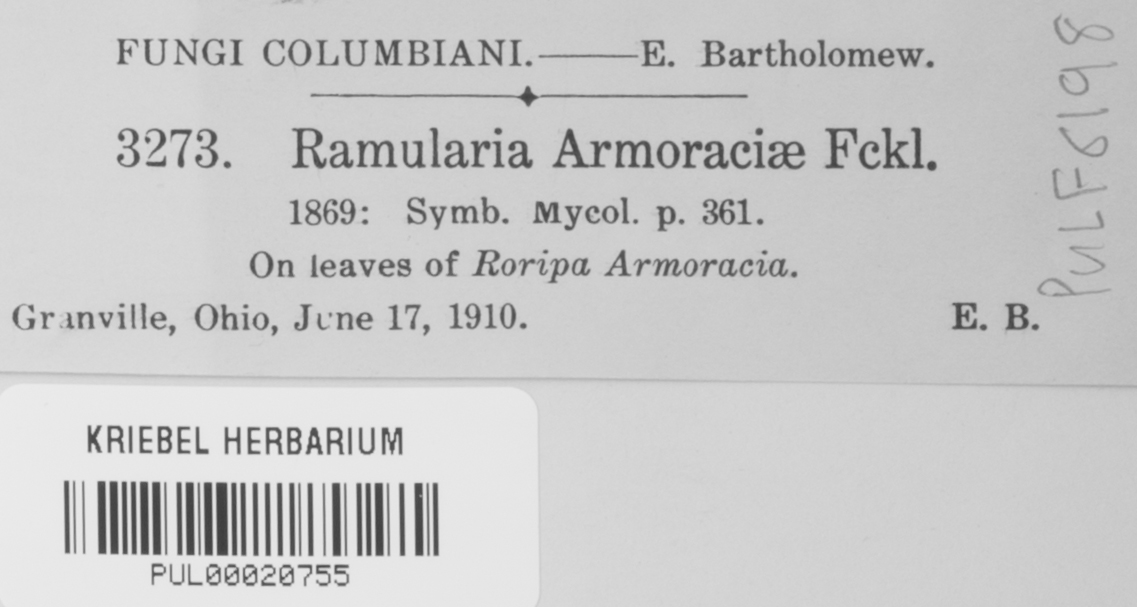 FUNGI COLUMBIANI.——E. Bartholomew.
3273. Ramularia Armoraciæ Fckl.
1869: Symb. Mycol. p. 361.
On leaves of Roripa Armoracia.
Granville, Ohio, June 17, 1910. E. B.
PULF6198
KRIEBEL HERBARIUM
PUL00020755